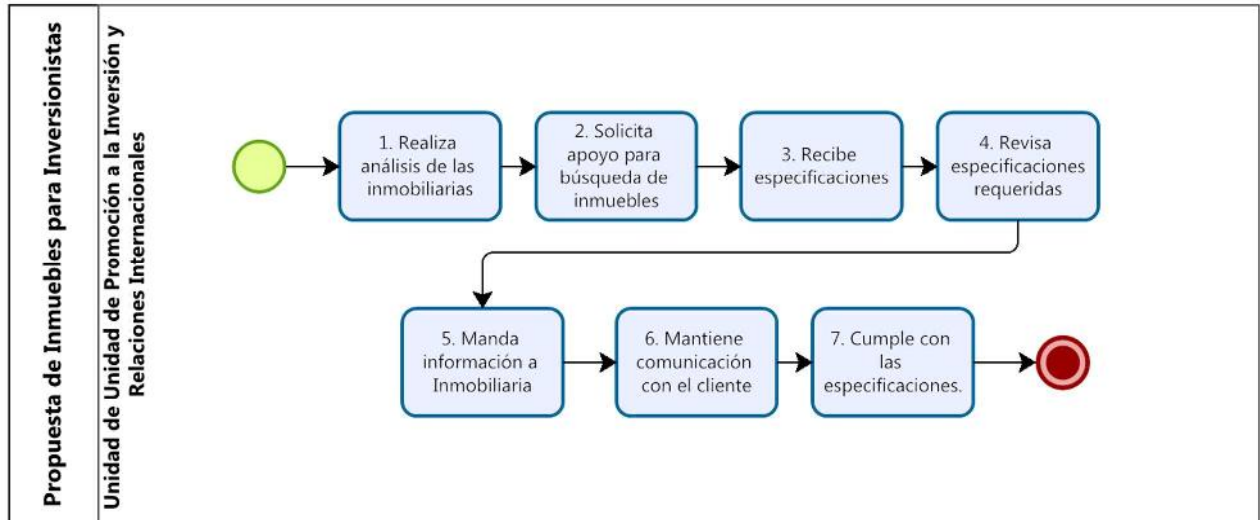 Propuesta de Inmuebles para Inversionistas
Unidad de Unidad de Promoción a la Inversión y
Relaciones Internacionales
1. Realiza
análisis de las
inmobiliarias
2. Solicita
apoyo para
búsqueda de
inmuebles
3. Recibe
especificaciones
4. Revisa
especificaciones
requeridas
5. Manda
información a
Inmobiliaria
6. Mantiene
comunicación
con el cliente
7. Cumple con
las
especificaciones.